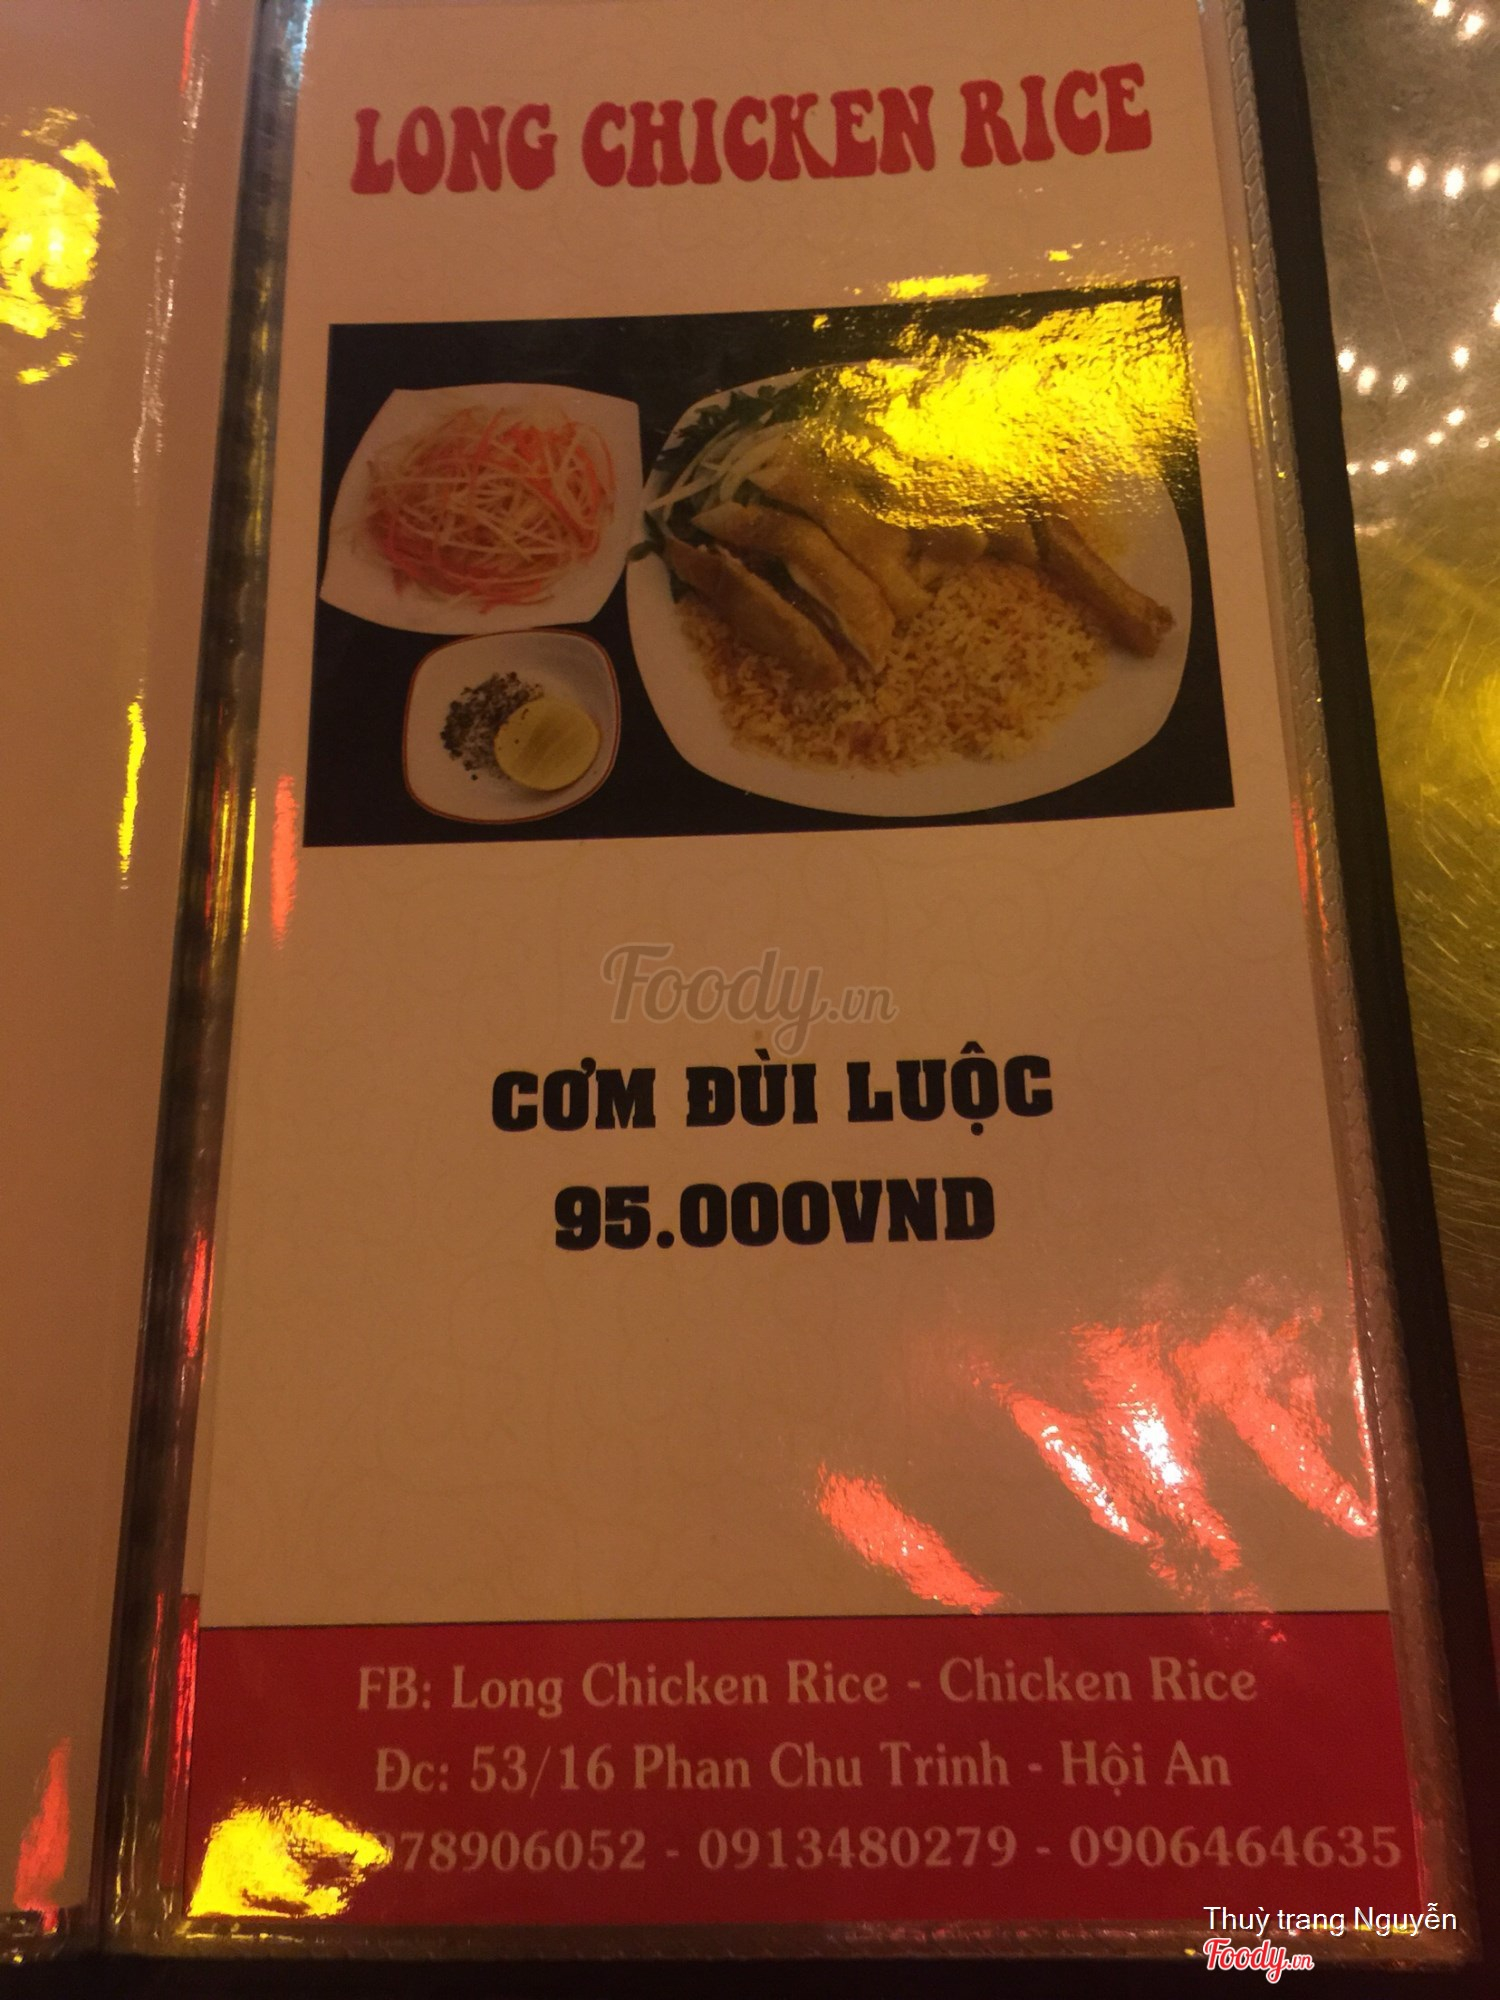 LONG CHICKEN RICE
Foody.vn
CƠM ĐÙI LUỘC
95.000VND
FB: Long Chicken Rice - Chicken Rice
Đc: 53/16 Phan Chu Trinh - Hội An
- 0913480279 - 0906464635
Thuỳ trang Nguyễn
Foody.vn